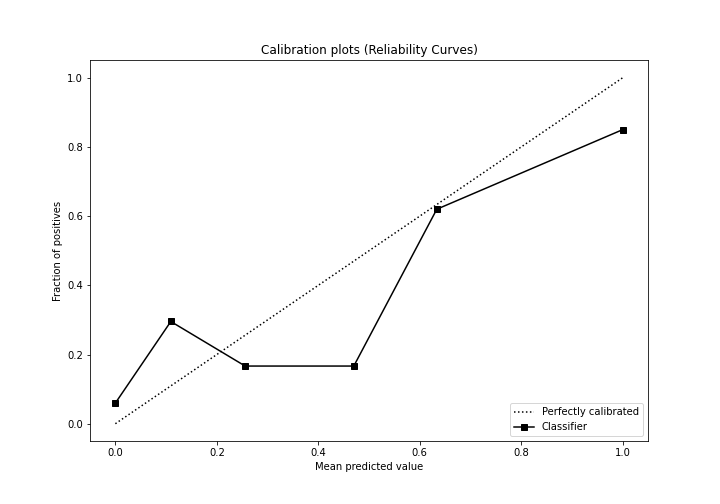 Calibration plots (Reliability Curves)
1.0
0.8
0.6
0.4
0.2
0.0
Fraction of positives
0.0 0.2 0.4 0.6 0.8 1.0
Mean predicted value
Perfectly calibrated
Classifier